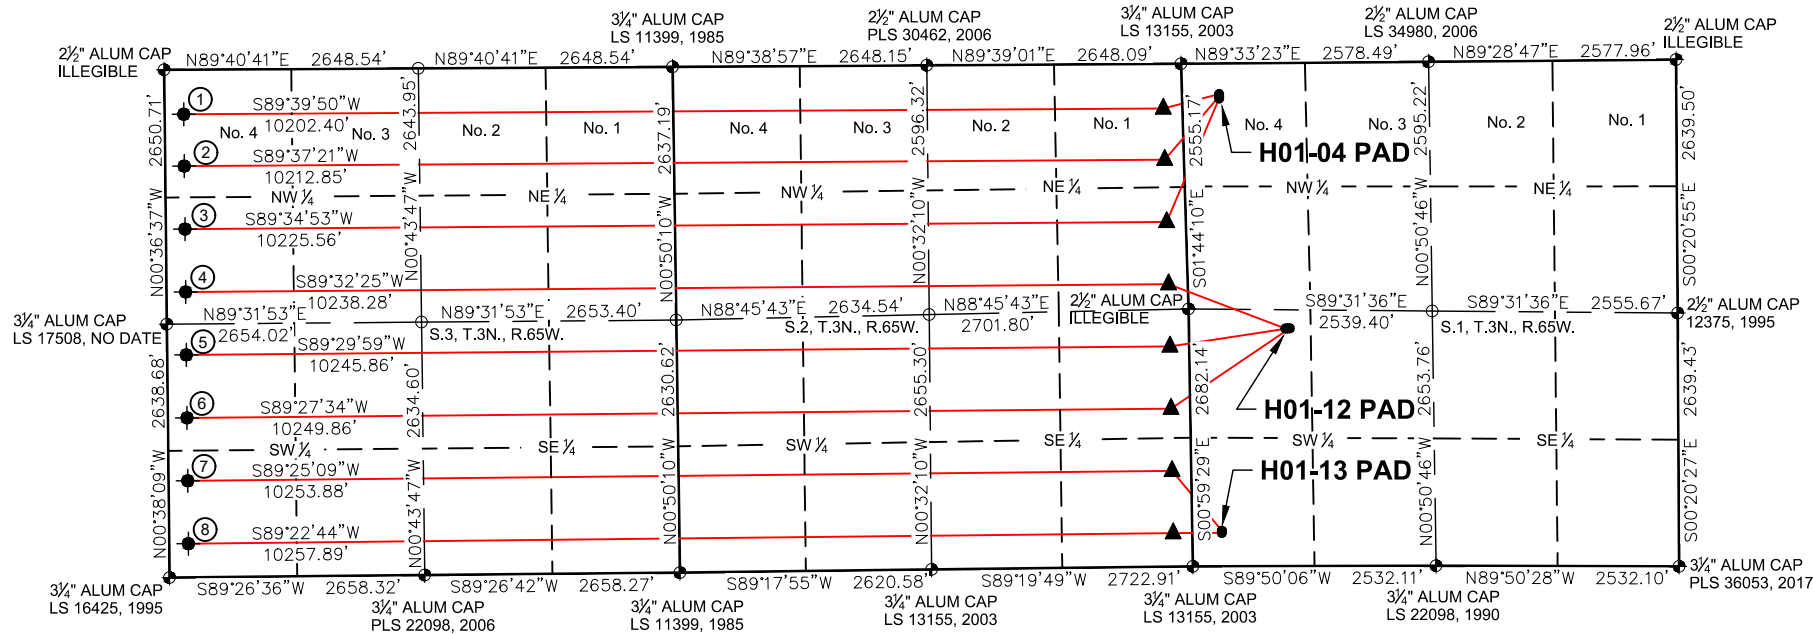 3¼" ALUM CAP
LS 11399, 1985
2½" ALUM CAP
PLS 30462, 2006
3¼" ALUM CAP
LS 13155, 2003
2½" ALUM CAP
LS 34980, 2006
2½" ALUM CAP
ILLEGIBLE
2½" ALUM CAP
ILLEGIBLE
N89°40'41"E 2648.54'
N89°40'41"E 2648.54'
N89°38'57"E 2648.15'
N89°39'01"E 2648.09'
N89°33'23"E 2578.49'
N89°28'47"E 2577.96'
2650.71'
2643.95'
2637.19'
2596.32'
2555.17'
2595.22'
2639.50'
1
S89°39'50"W
10202.40'
No. 4
No. 3
No. 2
No. 1
No. 4
No. 3
No. 2
No. 1
No. 4
No. 3
No. 2
No. 1
H01-04 PAD
2
S89°37'21"W
10212.85'
NW ¼
NE ¼
NW ¼
NE ¼
NW ¼
NE ¼
3
S89°34'53"W
10225.56'
N00°36'37"W
N00°43'47"W
N00°50'10"W
N00°32'10"W
S01°44'10"E
N00°50'46"W
S00°20'55"E
4
S89°32'25"W
10238.28'
3¼" ALUM CAP
LS 17508, NO DATE
N89°31'53"E
2654.02'
N89°31'53"E 2653.40'
S.3, T.3N., R.65W.
N88°45'43"E 2634.54'
S.2, T.3N., R.65W.
N88°45'43"E
2701.80'
2½" ALUM CAP
ILLEGIBLE
S89°31'36"E
2539.40'
S89°31'36"E 2555.67'
S.1, T.3N., R.65W.
2½" ALUM CAP
12375, 1995
5
S89°29'59"W
10245.86'
2638.68'
2634.60'
2630.62'
2655.30'
2682.14'
2653.76'
2639.43'
6
S89°27'34"W
10249.86'
H01-12 PAD
SW ¼
SE ¼
SW ¼
SE ¼
SW ¼
SE ¼
7
S89°25'09"W
10253.88'
H01-13 PAD
N00°38'09"W
N00°43'47"W
N00°50'10"W
N00°32'10"W
S00°59'29"E
N00°50'46"W
S00°20'27"E
8
S89°22'44"W
10257.89'
S89°26'36"W 2658.32'
S89°26'42"W 2658.27'
S89°17'55"W 2620.58'
S89°19'49"W 2722.91'
S89°50'06"W 2532.11'
N89°50'28"W 2532.10'
3¼" ALUM CAP
LS 16425, 1995
3¼" ALUM CAP
PLS 22098, 2006
3¼" ALUM CAP
LS 11399, 1985
3¼" ALUM CAP
LS 13155, 2003
3¼" ALUM CAP
LS 13155, 2003
3¼" ALUM CAP
LS 22098, 1990
3¼" ALUM CAP
PLS 36053, 2017